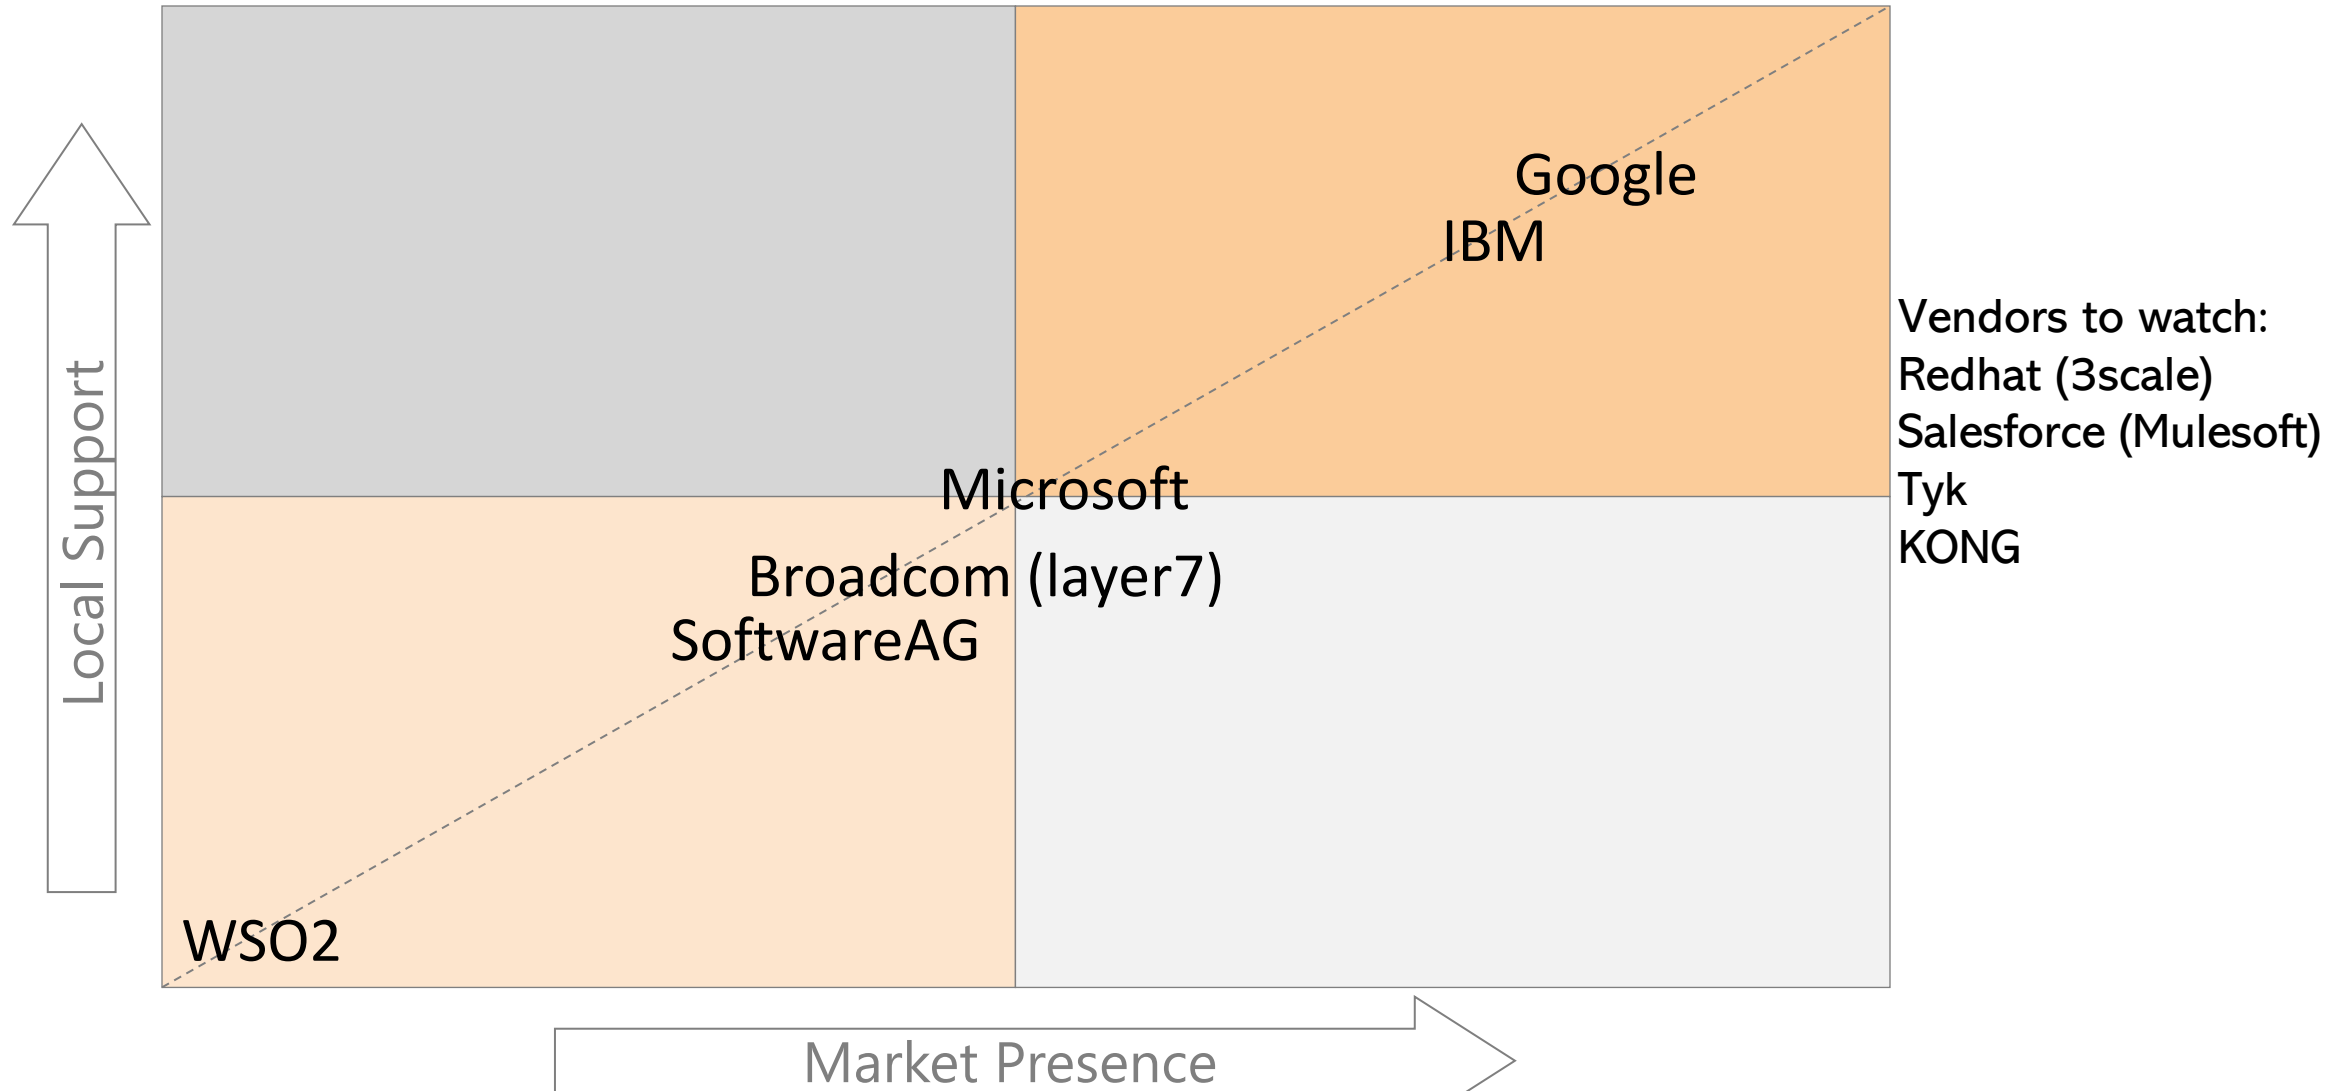 Google
IBM
Vendors to watch:
Redhat (3scale)
Salesforce (Mulesoft)
Tyk
KONG
Local Support
Microsoft
Broadcom (layer7)
SoftwareAG
WSO2
Market Presence